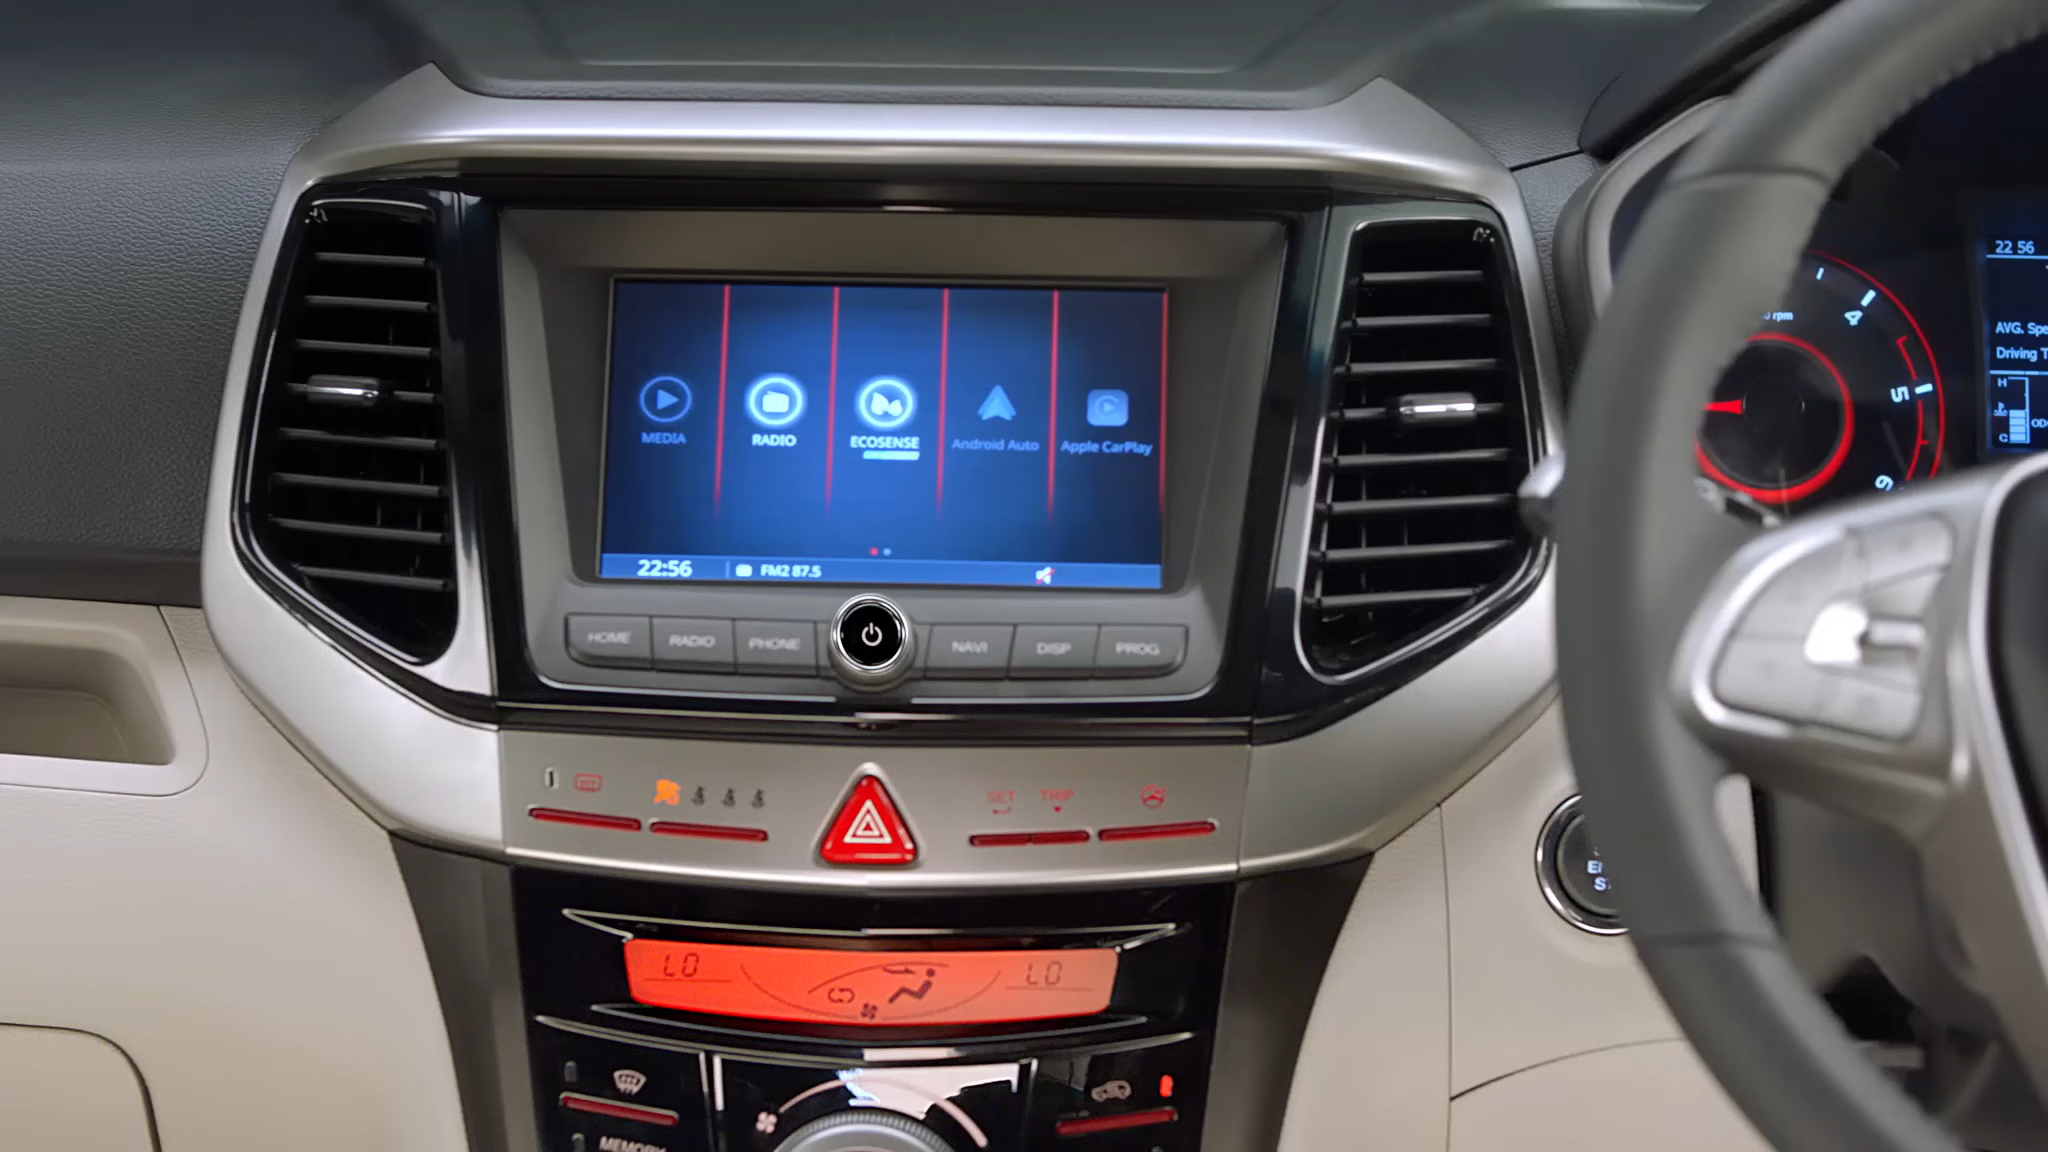 MEDIA
RADIO
ECOSENSE
Android Auto
Apple CarPlay
22:56
FM2 87.5
HOME
RADIO
PHONE
NAVI
DISP
PROG
SET
TRIP
LO
LO
MEMORY
22 56
rpm
4
5
6
AVG. Spe
Driving T
H
C
OD